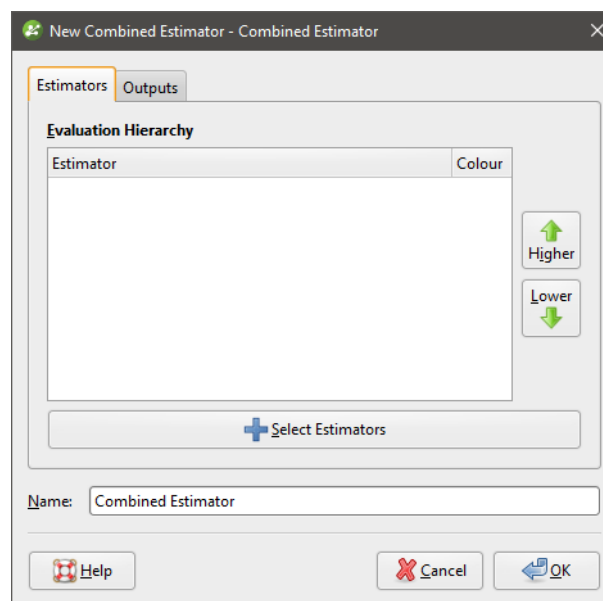 New Combined Estimator - Combined Estimator
Estimators Outputs
Evaluation Hierarchy
Estimator Colour
Higher
Lower
Select Estimators
Name: Combined Estimator
Help Cancel OK